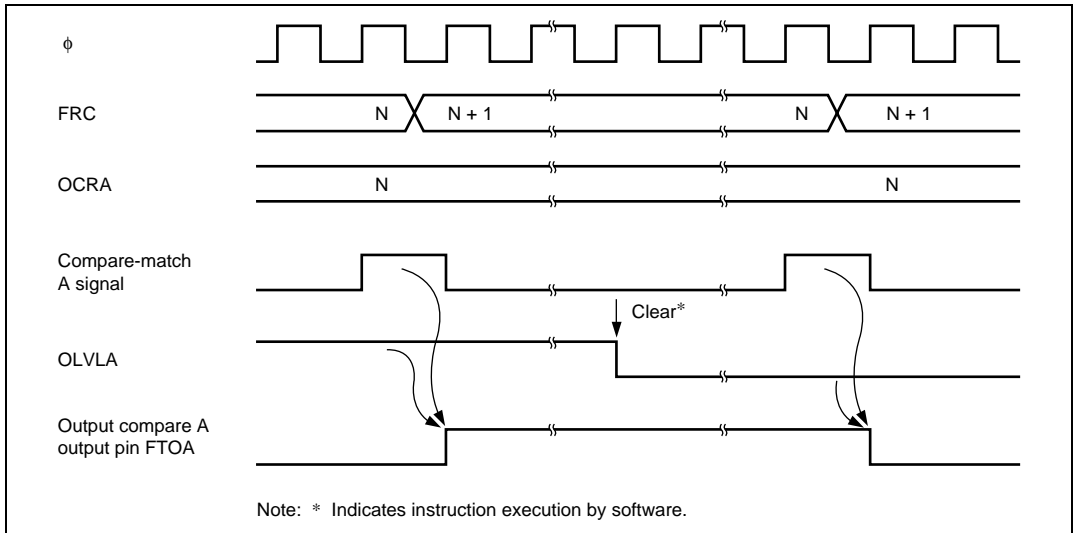 ϕ
FRC
N
N + 1
N
N + 1
OCRA
N
N
Compare-match
A signal
Clear*
OLVLA
Output compare A
output pin FTOA
Note: * Indicates instruction execution by software.